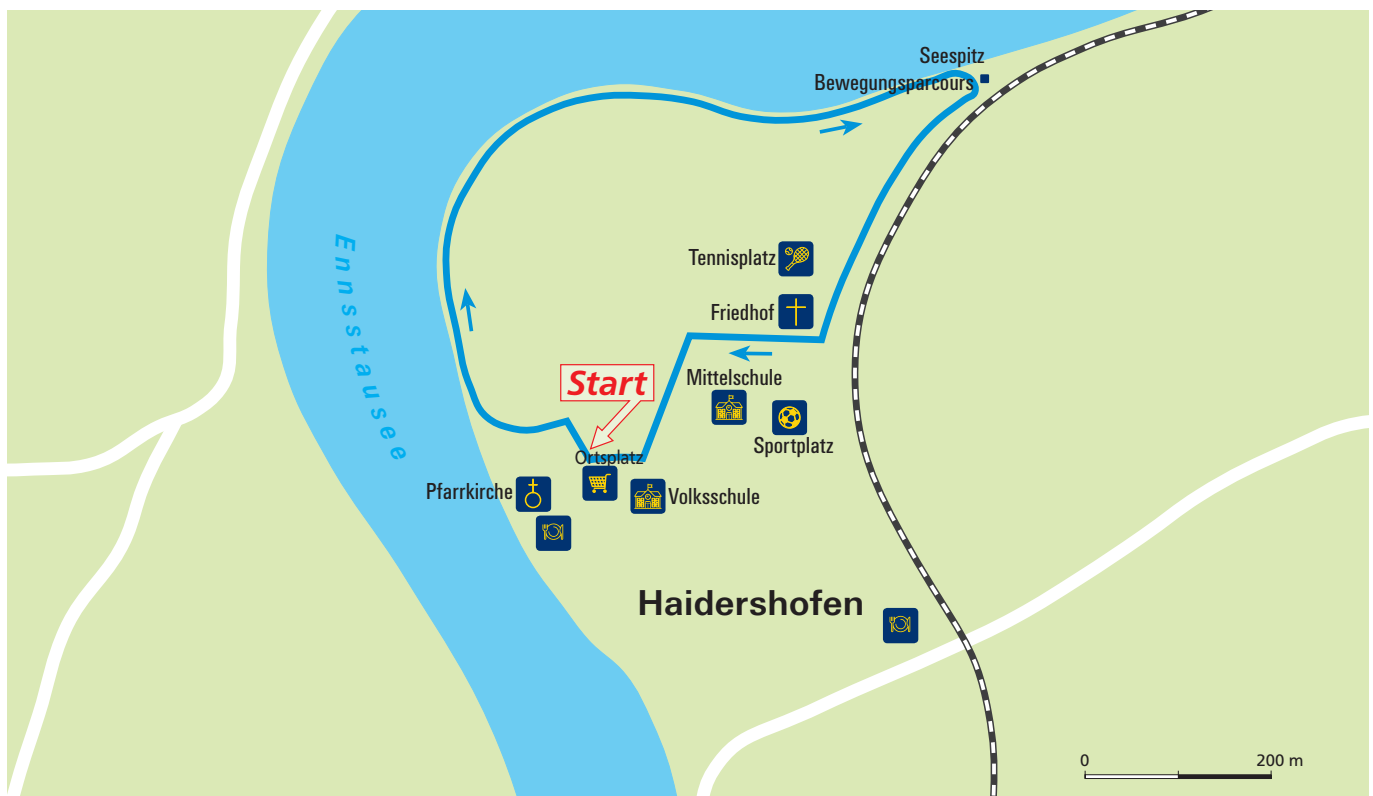 Seespitz
Bewegungsparcours
Ennsstausee
Tennisplatz
Friedhof
Start
Mittelschule
Sportplatz
Ortsplatz
Pfarrkirche
Volksschule
Haidershofen
0 200 m